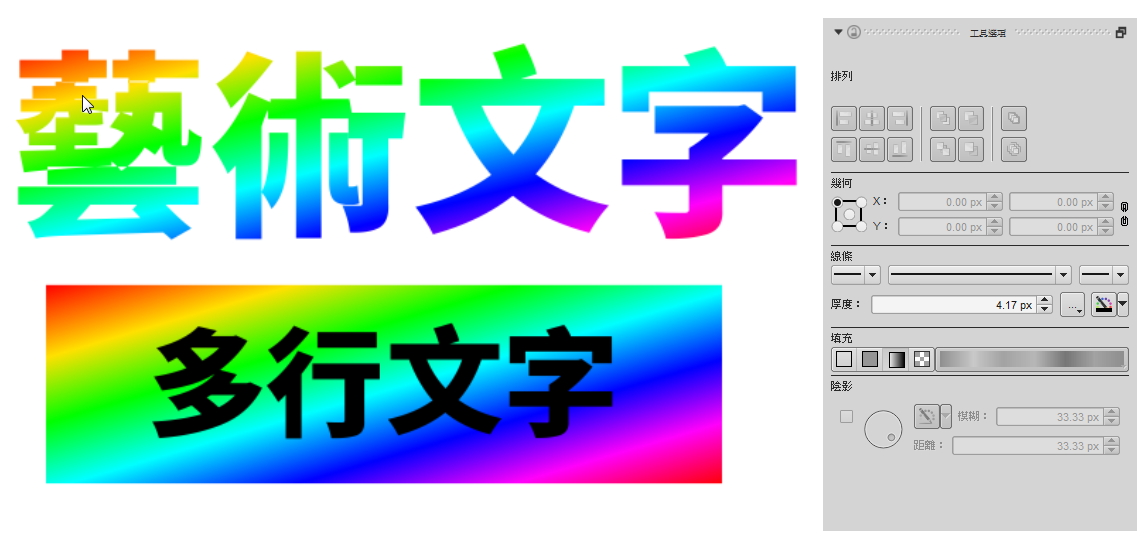 藝術文字
多行文字
工具選項
排列
幾何
X： 0.00 px 0.00 px
Y： 0.00 px 0.00 px
線條
厚度： 4.17 px ...
填充
陰影
模糊： 33.33 px
距離： 33.33 px